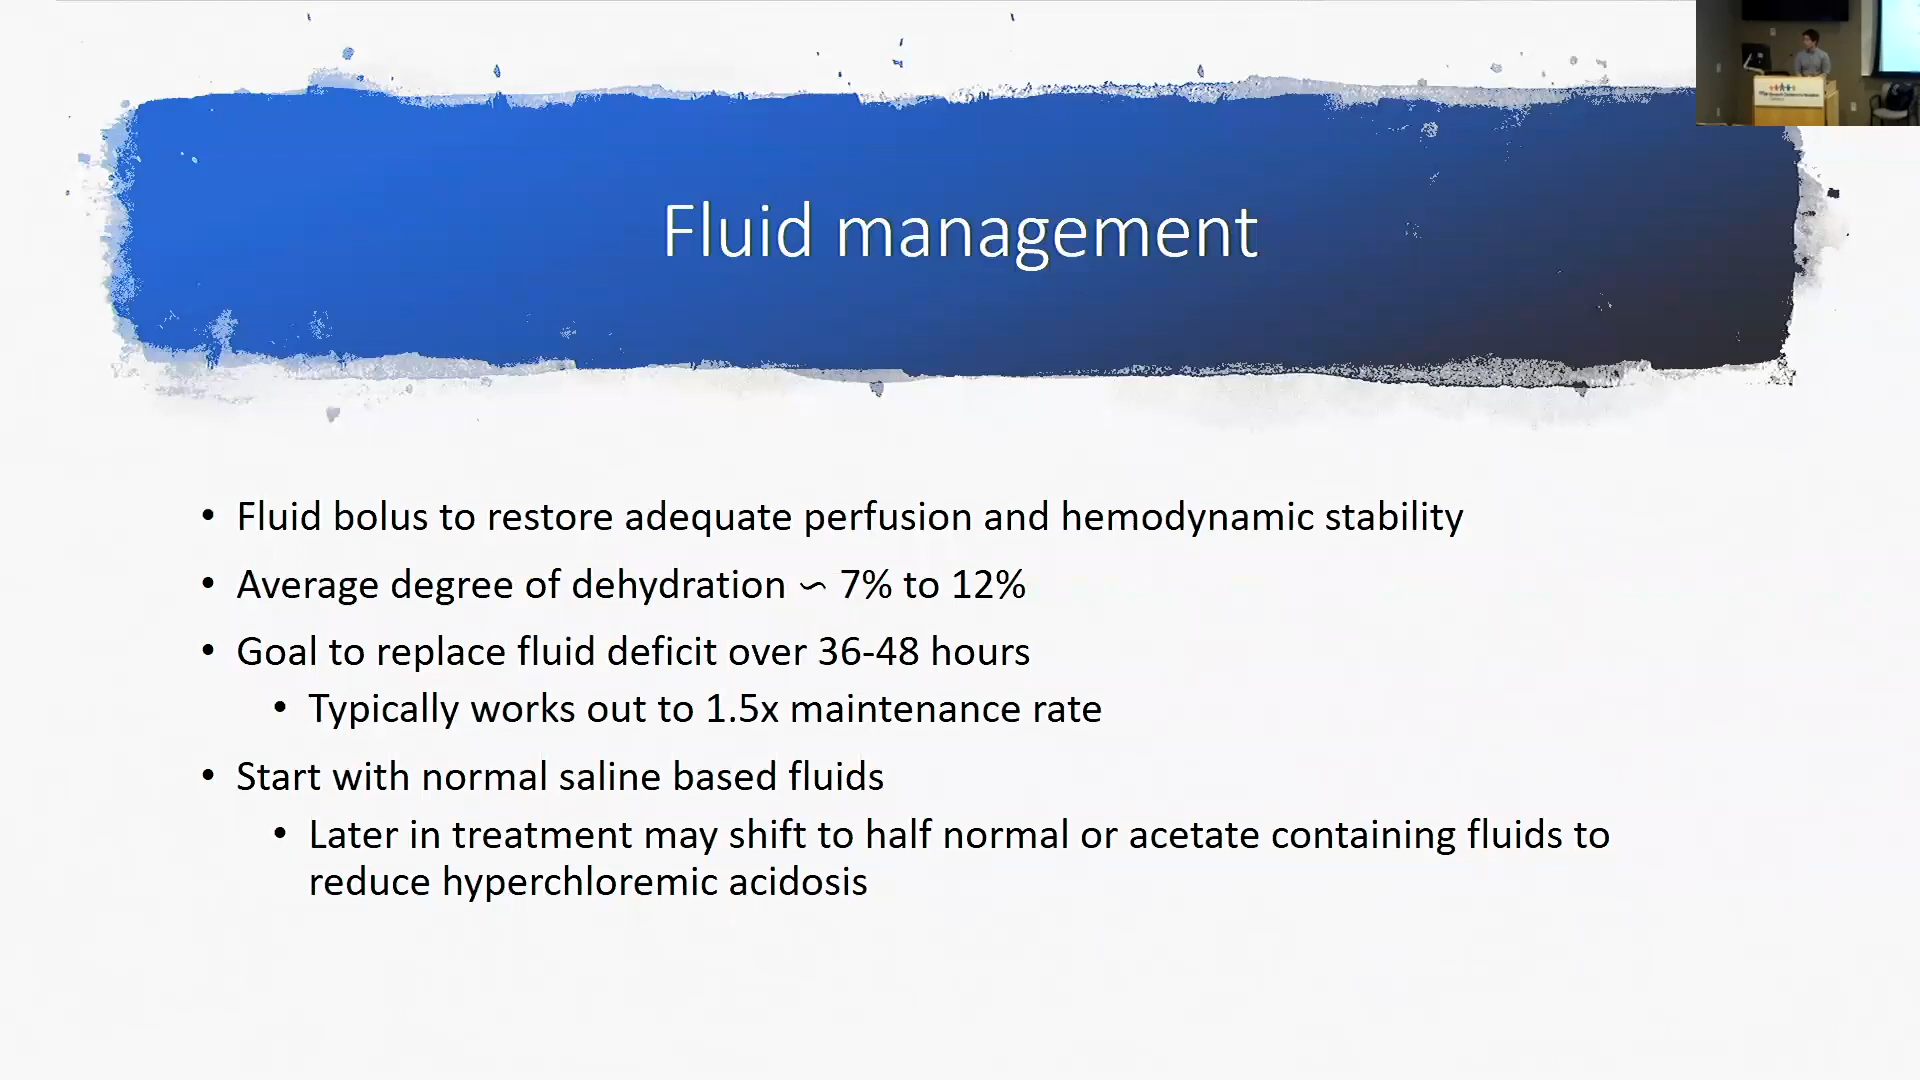 Fluid management
• Fluid bolus to restore adequate perfusion and hemodynamic stability
• Average degree of dehydration ∽ 7% to 12%
• Goal to replace fluid deficit over 36-48 hours
• Typically works out to 1.5x maintenance rate
• Start with normal saline based fluids
• Later in treatment may shift to half normal or acetate containing fluids to
reduce hyperchloremic acidosis